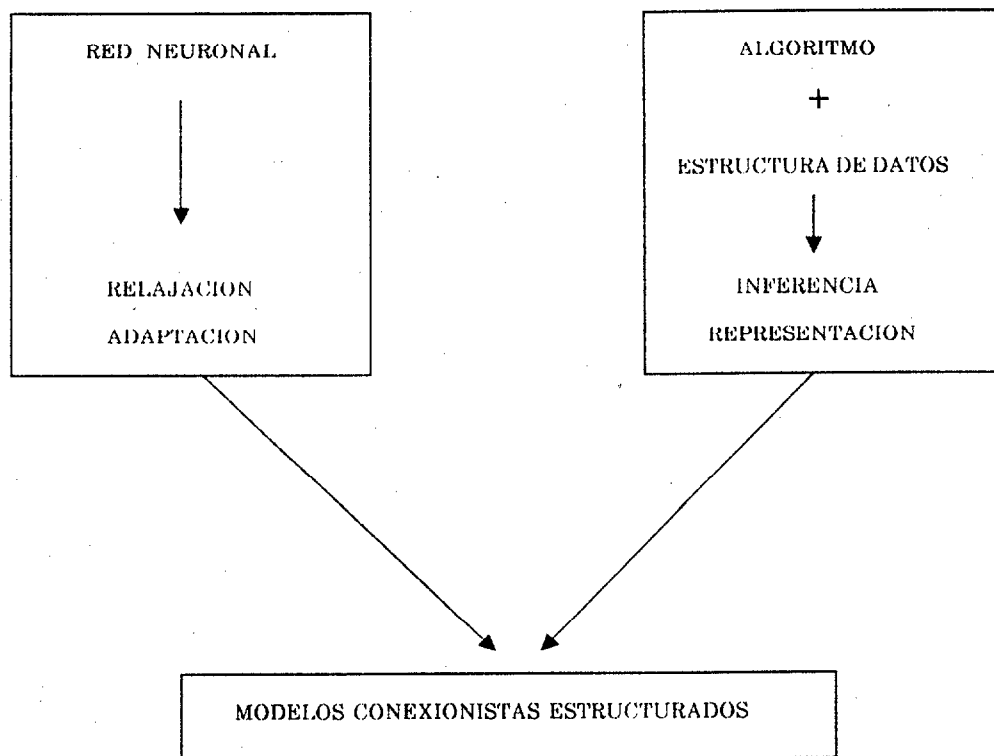 RED NEURONAL
RELAJACION
ADAPTACION
ALGORITMO
+
ESTRUCTURA DE DATOS
INFERENCIA
REPRESENTACION
MODELOS CONEXIONISTAS ESTRUCTURADOS